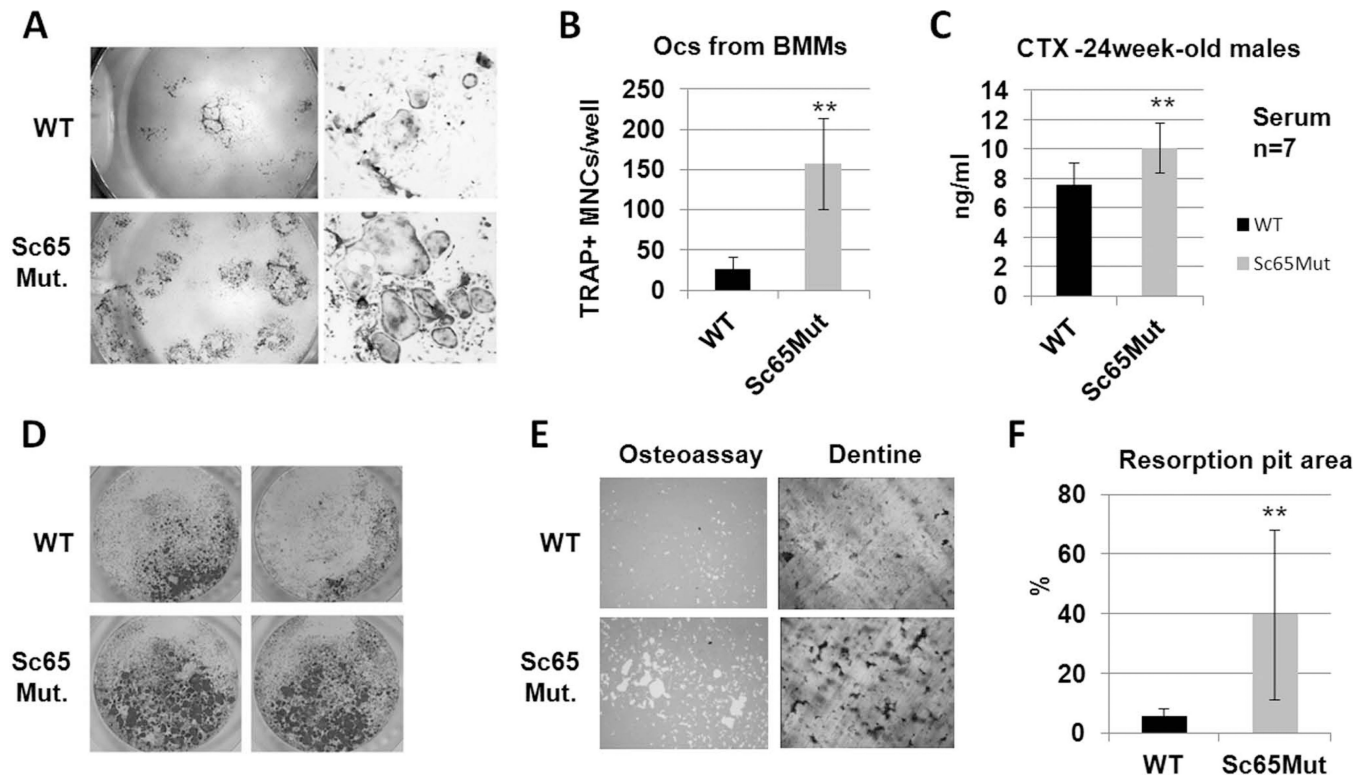 A
WT
Sc65
Mut.
B
Ocs from BMMs
TRAP+ MNCs/well
250
200
150
100
50
0
**
WT
Sc65Mut
C
CTX -24week-old males
ng/ml
14
12
10
8
6
4
2
0
**
WT
Sc65Mut
Serum
n=7
WT
Sc65Mut
D
WT
Sc65
Mut.
E
Osteoassay
Dentine
WT
Sc65
Mut.
F
Resorption pit area
%
80
60
40
20
0
**
WT
Sc65Mut